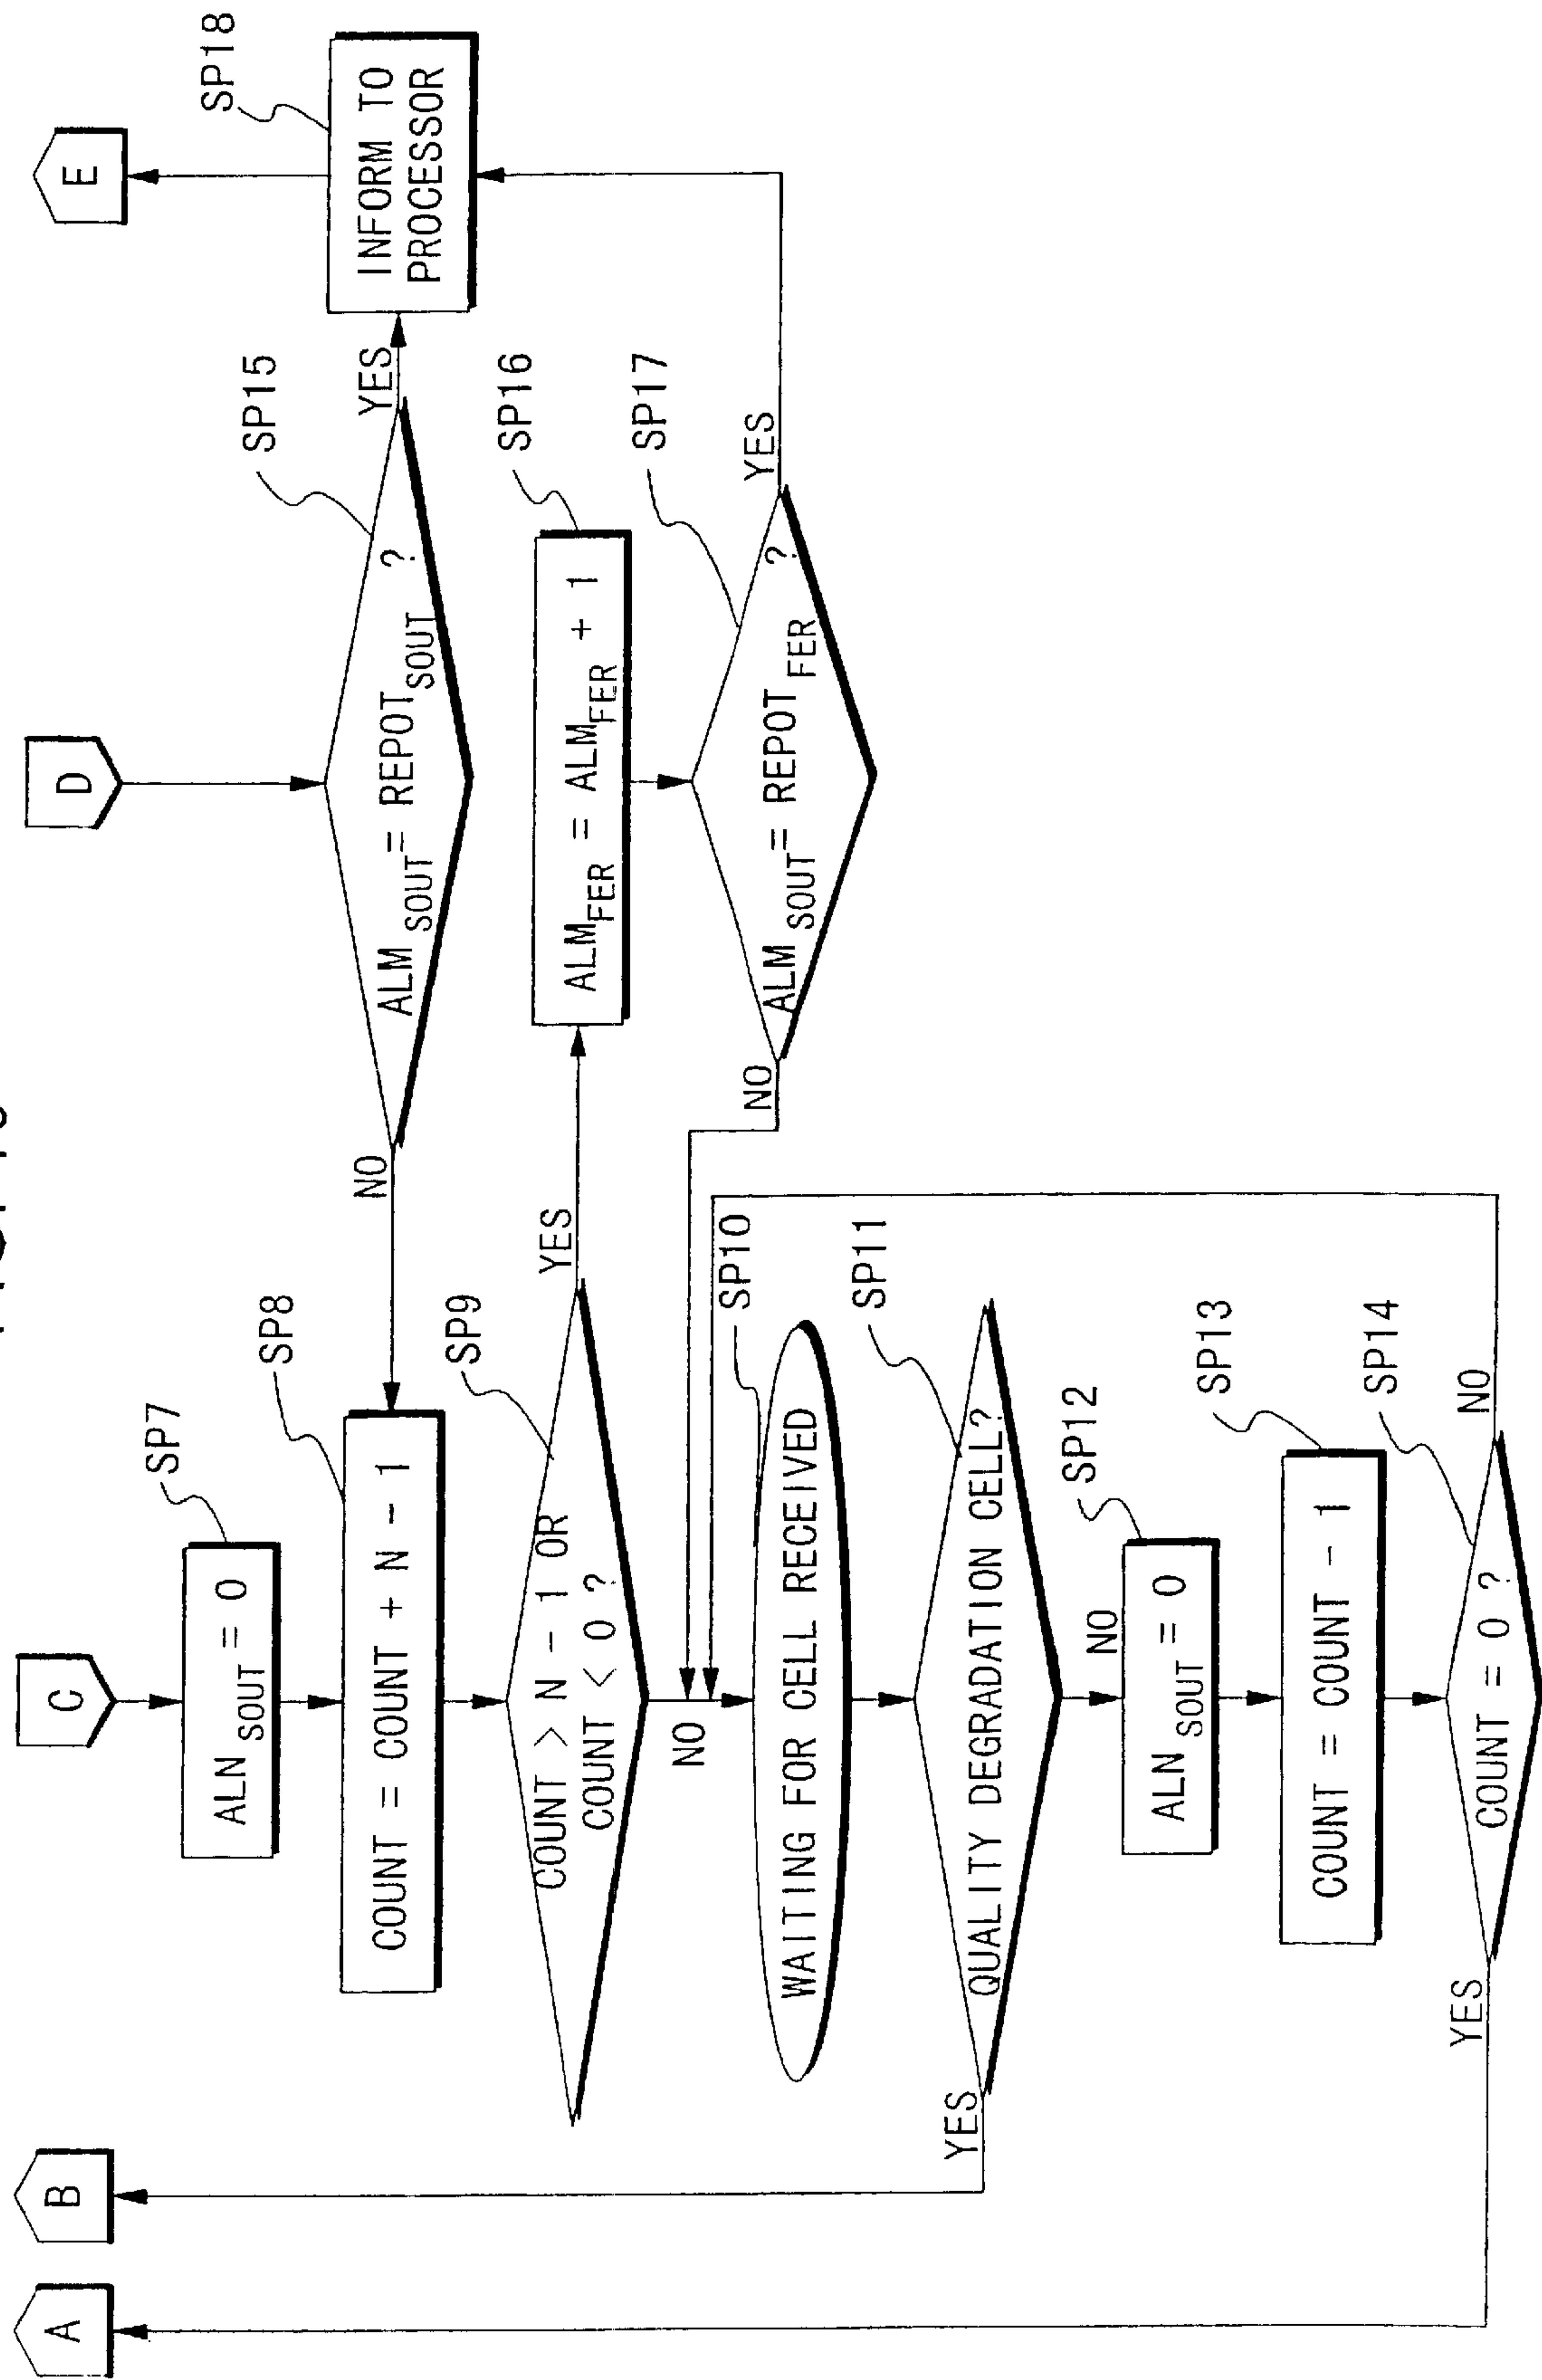 A
B
C
D
E
ALN SOUT = 0
SP7
COUNT = COUNT + N - 1
SP8
NO
ALM SOUT = REPOT SOUT ?
SP15
YES
INFORM TO
PROCESSOR
SP18
COUNT > N - 1 OR
COUNT < 0 ?
SP9
YES
ALM FER = ALM FER + 1
SP16
NO
ALM SOUT = REPOT FER ?
SP17
YES
NO
WAITING FOR CELL RECEIVED
SP10
QUALITY DEGRADATION CELL?
SP11
YES
NO
ALN SOUT = 0
SP12
COUNT = COUNT - 1
SP13
COUNT = 0 ?
SP14
YES
NO